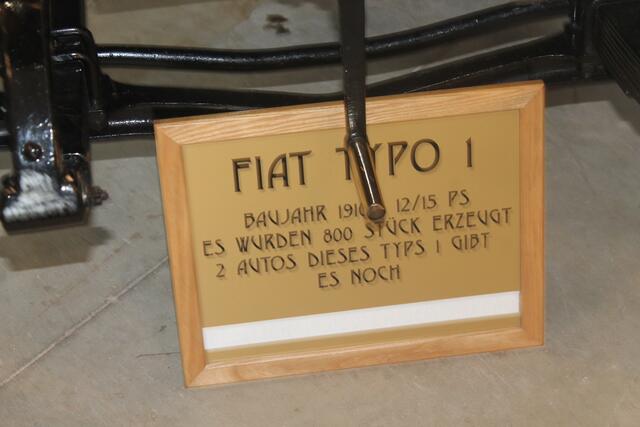 FIAT TYPO 1
BAUJAHR 12/15 PS
ES WURDEN 800 STÜCK ERZEUGT
2 AUTOS DIESES TYPS 1 GIBT
ES NOCH